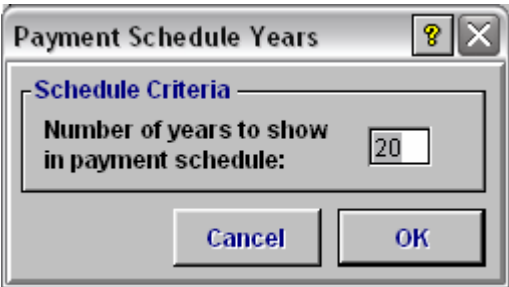 Payment Schedule Years ?
Schedule Criteria
Number of years to show
in payment schedule: 20
Cancel OK